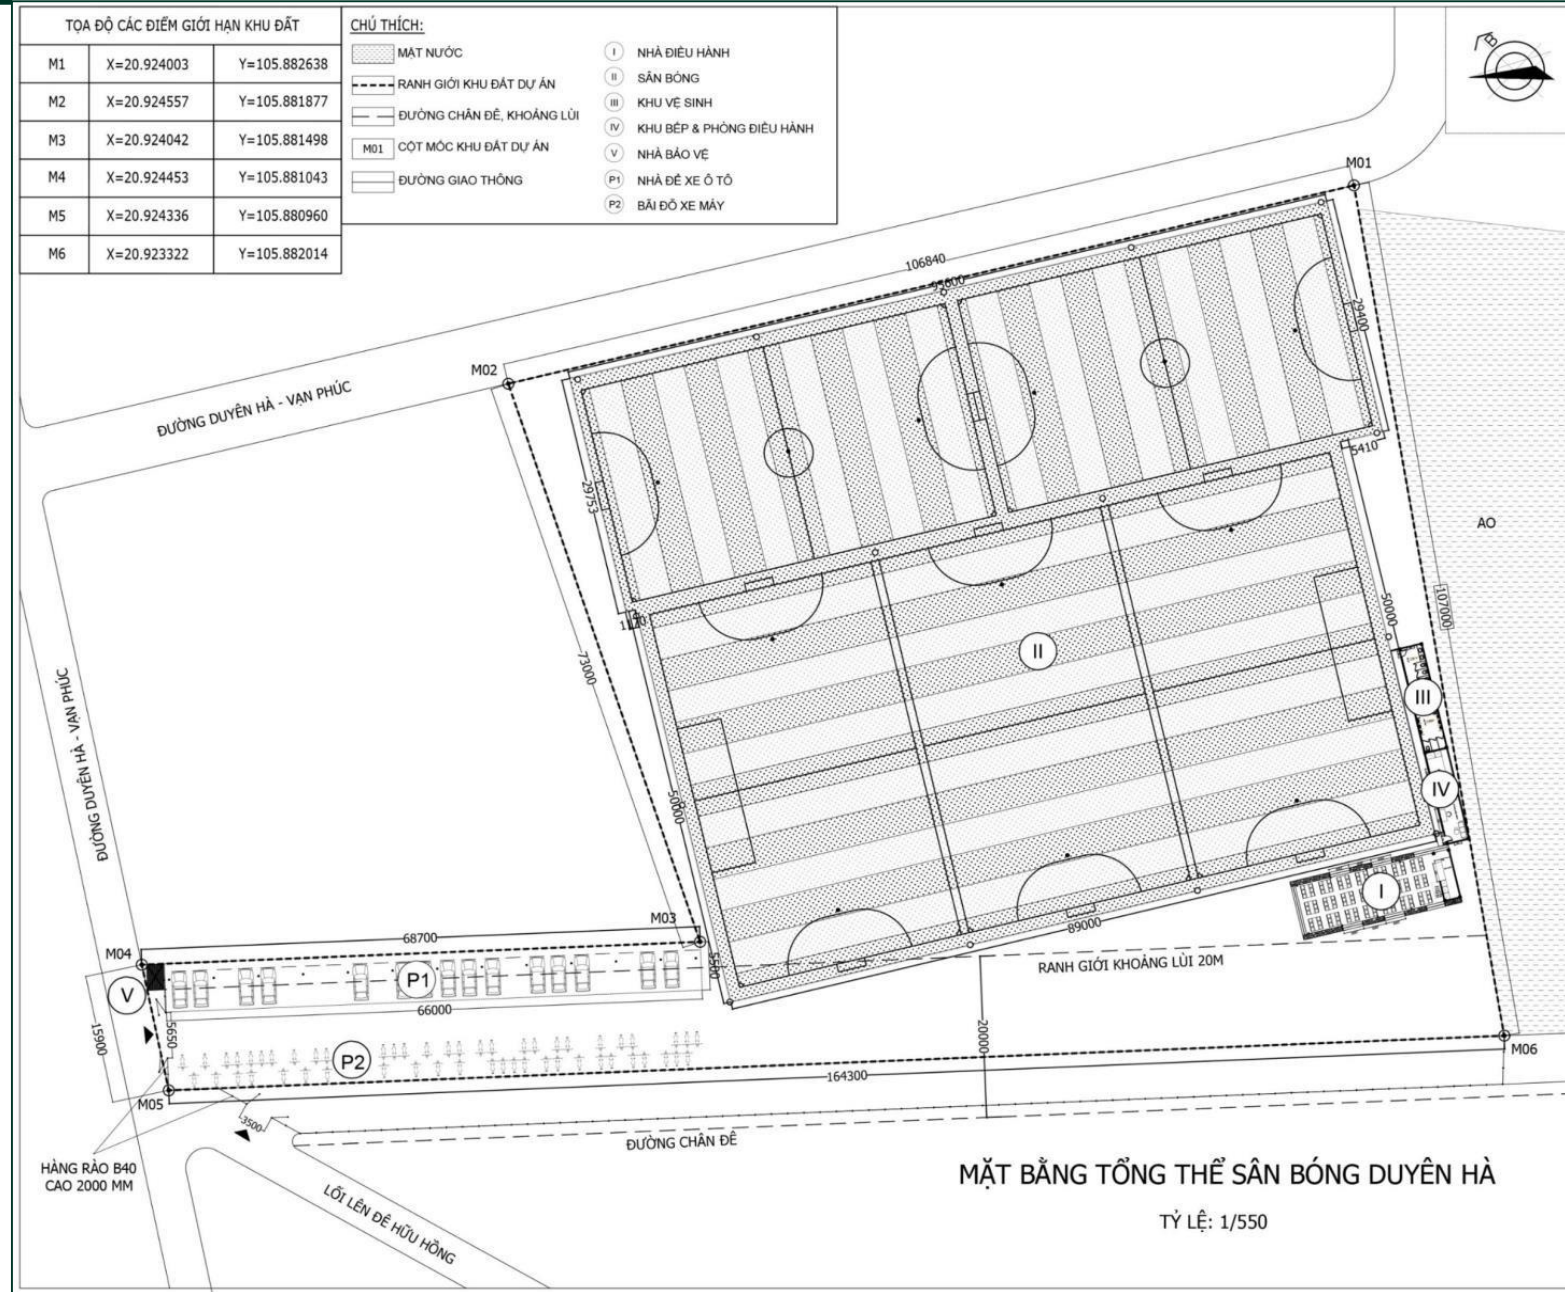 TỌA ĐỘ CÁC ĐIỂM GIỚI HẠN KHU ĐẤT
M1 X=20.924003 Y=105.882638
M2 X=20.924557 Y=105.881877
M3 X=20.924042 Y=105.881498
M4 X=20.924453 Y=105.881043
M5 X=20.924336 Y=105.880960
M6 X=20.923322 Y=105.882014
CHÚ THÍCH:
MẶT NƯỚC
RANH GIỚI KHU ĐẤT DỰ ÁN
ĐƯỜNG CHÂN ĐÊ, KHOẢNG LÙI
M01 CỘT MỐC KHU ĐẤT DỰ ÁN
ĐƯỜNG GIAO THÔNG
I NHÀ ĐIỀU HÀNH
II SÂN BÓNG
III KHU VỆ SINH
IV KHU BẾP & PHÒNG ĐIỀU HÀNH
V NHÀ BẢO VỆ
P1 NHÀ ĐỂ XE Ô TÔ
P2 BÃI ĐỖ XE MÁY
B
M01
106840
29400
M02
ĐƯỜNG DUYÊN HÀ - VẠN PHÚC
5410
29753
AO
1170
50000
107000
73000
II
III
ĐƯỜNG DUYÊN HÀ - VẠN PHÚC
IV
50000
I
M03
89000
68700
M04
RANH GIỚI KHOẢNG LÙI 20M
P1
V
66000
5650
15900
20000
P2
M06
164300
M05
3500
ĐƯỜNG CHÂN ĐÊ
HÀNG RÀO B40
CAO 2000 MM
LỐI LÊN ĐÊ HỮU HỒNG
MẶT BẰNG TỔNG THỂ SÂN BÓNG DUYÊN HÀ
TỶ LỆ: 1/550